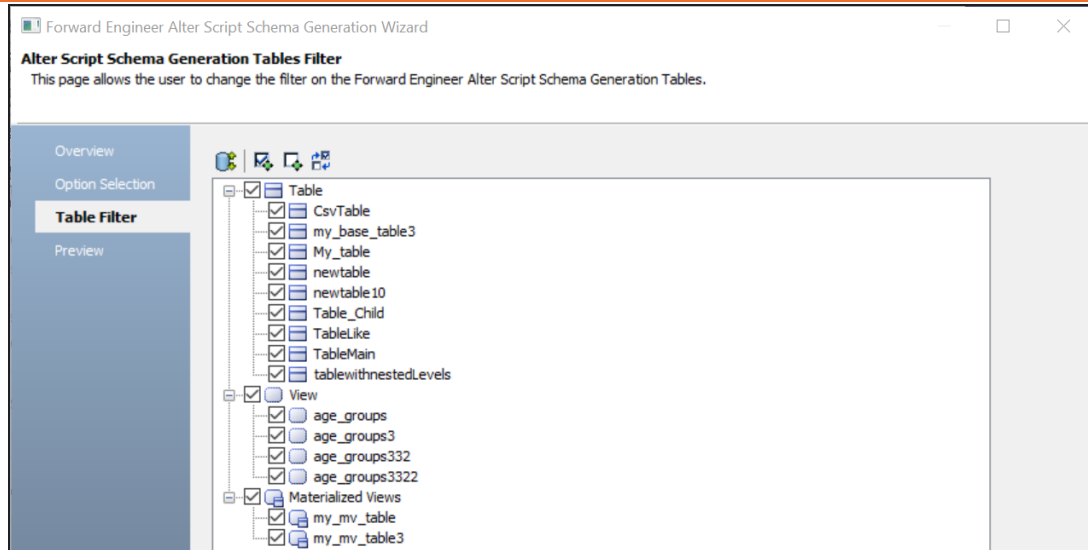 Forward Engineer Alter Script Schema Generation Wizard
Alter Script Schema Generation Tables Filter
This page allows the user to change the filter on the Forward Engineer Alter Script Schema Generation Tables.
Overview
Option Selection
Table Filter
Preview
Table
CsvTable
my_base_table3
My_table
newtable
newtable10
Table_Child
TableLike
TableMain
tablewithnestedLevels
View
age_groups
age_groups3
age_groups332
age_groups3322
Materialized Views
my_mv_table
my_mv_table3